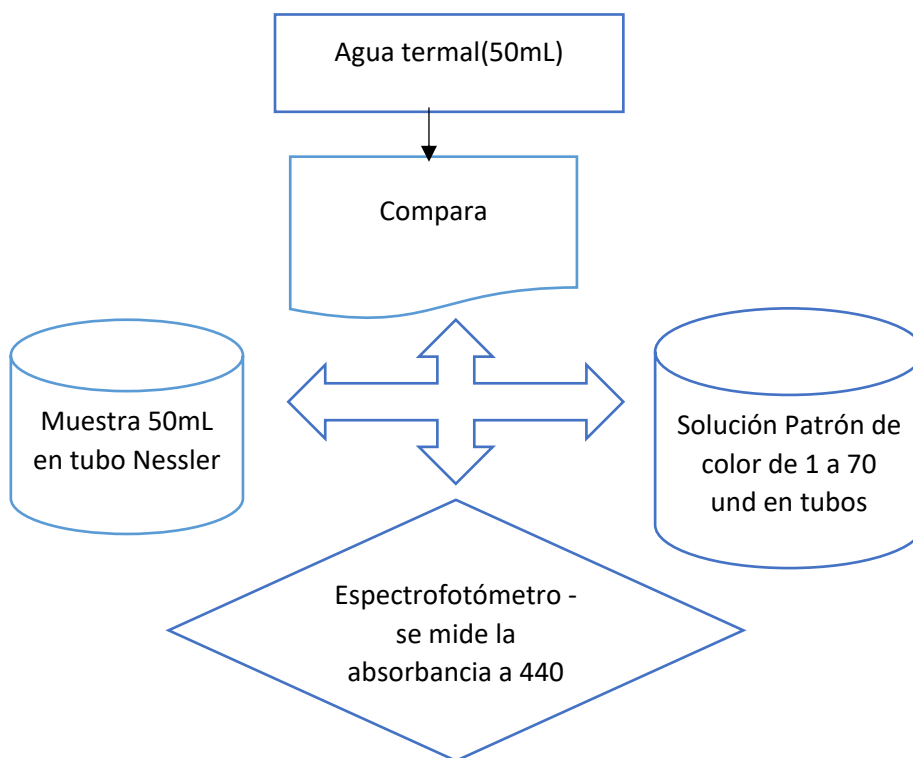 Agua termal(50mL)
Compara
Muestra 50mL
en tubo Nessler
Solución Patrón de
color de 1 a 70
und en tubos
Espectrofotómetro -
se mide la
absorbancia a 440